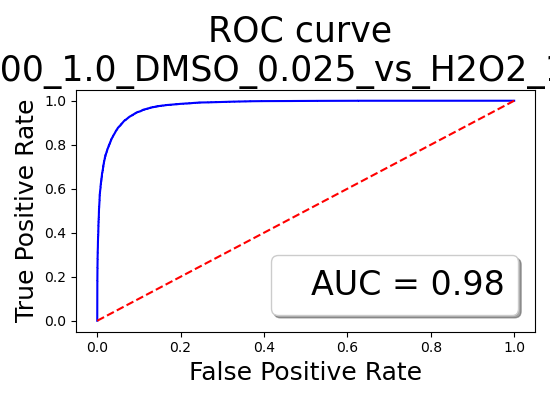 ROC curve
00_1.0_DMSO_0.025_vs_H2O2_
True Positive Rate
1.0
0.8
0.6
0.4
0.2
0.0
AUC = 0.98
0.0 0.2 0.4 0.6 0.8 1.0
False Positive Rate